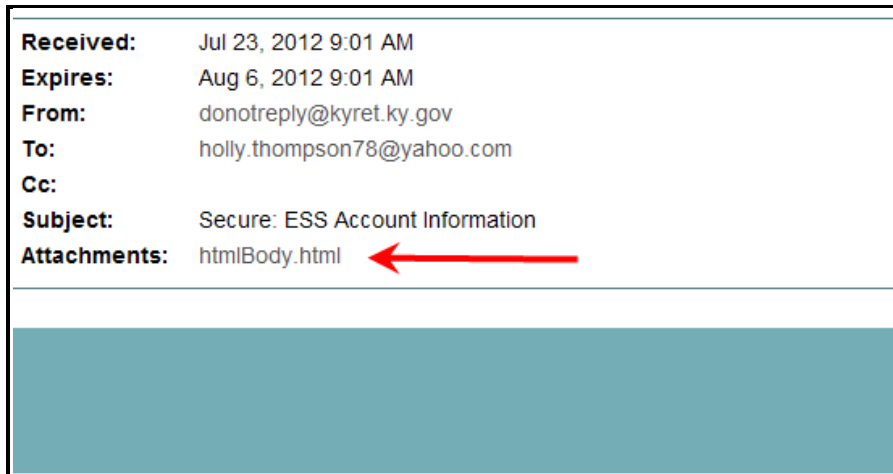 Received: Jul 23, 2012 9:01 AM
Expires: Aug 6, 2012 9:01 AM
From: donotreply@kyret.ky.gov
To: holly.thompson78@yahoo.com
Cc:
Subject: Secure: ESS Account Information
Attachments: htmlBody.html